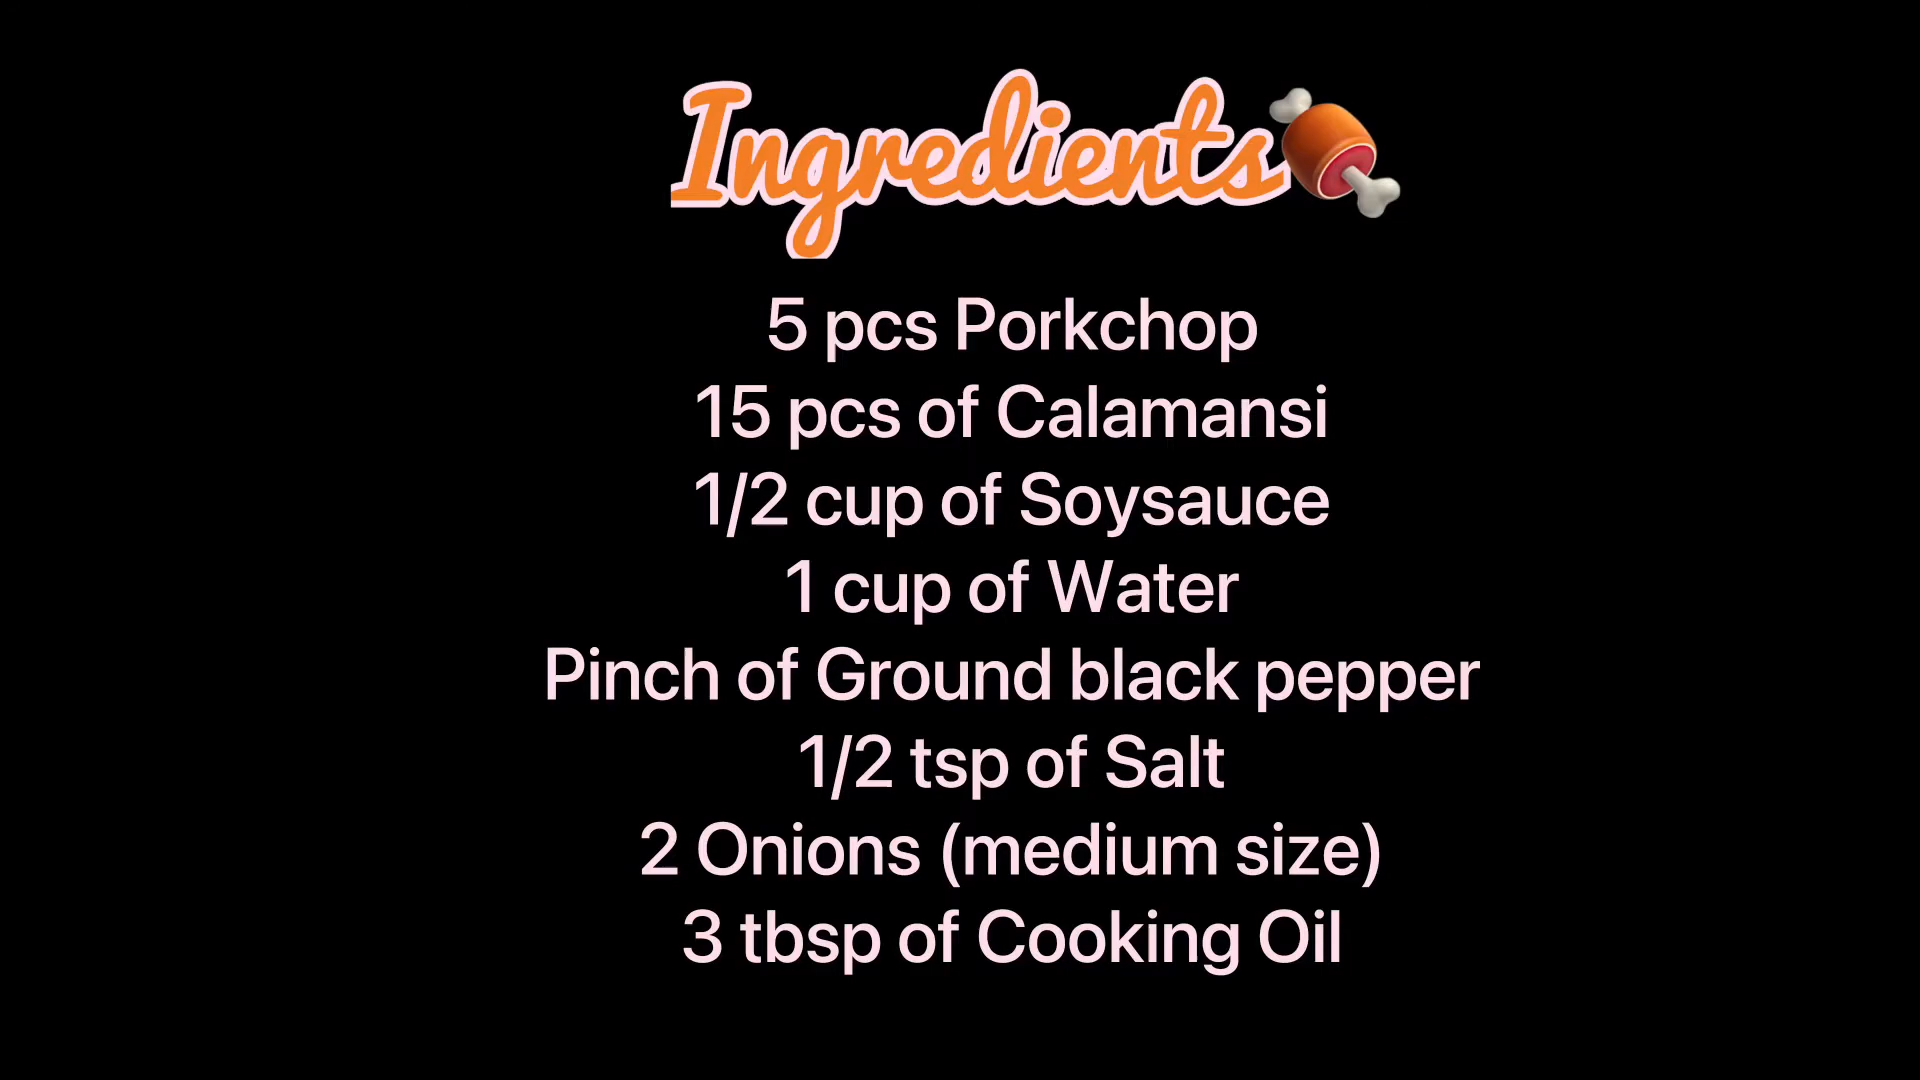 Ingredients
5 pcs Porkchop
15 pcs of Calamansi
1/2 cup of Soysauce
1 cup of Water
Pinch of Ground black pepper
1/2 tsp of Salt
2 Onions (medium size)
3 tbsp of Cooking Oil